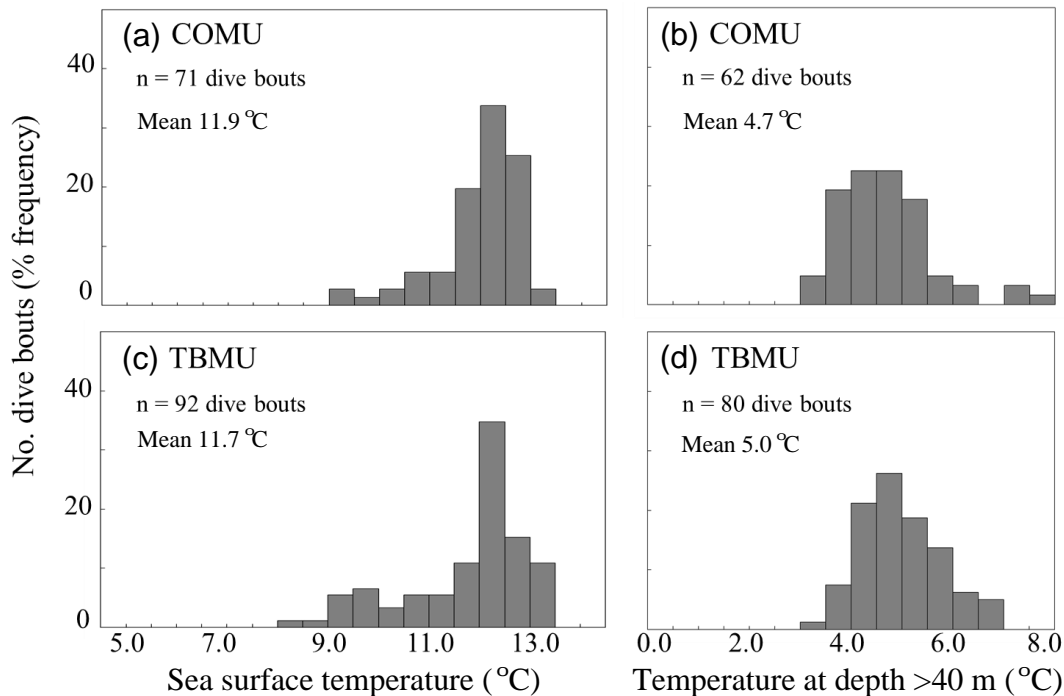 (a) COMU
n = 71 dive bouts
Mean 11.9 °C
(b) COMU
n = 62 dive bouts
Mean 4.7 °C
40
20
0
(c) TBMU
n = 92 dive bouts
Mean 11.7 °C
(d) TBMU
n = 80 dive bouts
Mean 5.0 °C
40
20
0
No. dive bouts (% frequency)
5.0 7.0 9.0 11.0 13.0
0.0 2.0 4.0 6.0 8.0
Sea surface temperature (°C)
Temperature at depth >40 m (°C)